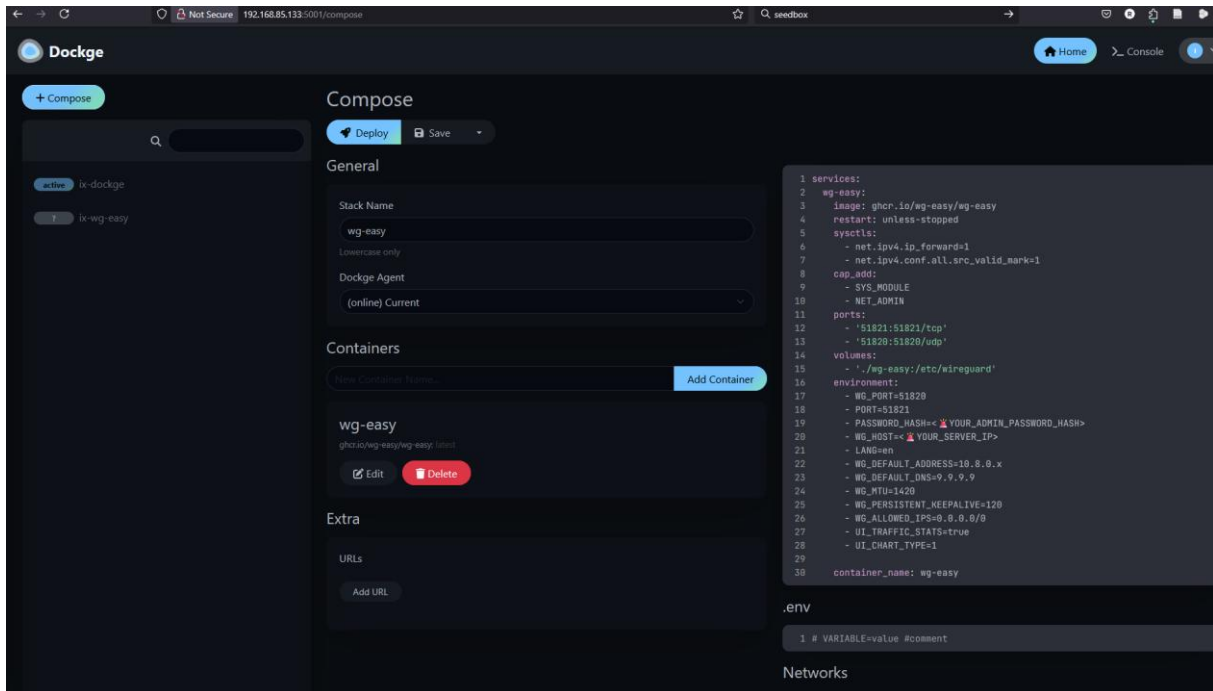 Not Secure 192.168.85.133:5001/compose
seedbox
Dockge
Home
Console
+ Compose
active ix-dockge
? ix-wg-easy
Compose
Deploy
Save
General
Stack Name
wg-easy
Lowercase only
Dockge Agent
(online) Current
Containers
New Container Name...
Add Container
wg-easy
ghcr.io/wg-easy/wg-easy: latest
Edit
Delete
Extra
URLs
Add URL
1 services:
2 wg-easy:
3 image: ghcr.io/wg-easy/wg-easy
4 restart: unless-stopped
5 sysctls:
6 - net.ipv4.ip_forward=1
7 - net.ipv4.conf.all.src_valid_mark=1
8 cap_add:
9 - SYS_MODULE
10 - NET_ADMIN
11 ports:
12 - '51821:51821/tcp'
13 - '51820:51820/udp'
14 volumes:
15 - './wg-easy:/etc/wireguard'
16 environment:
17 - WG_PORT=51820
18 - PORT=51821
19 - PASSWORD_HASH=<🚨YOUR_ADMIN_PASSWORD_HASH>
20 - WG_HOST=<🚨YOUR_SERVER_IP>
21 - LANG=en
22 - WG_DEFAULT_ADDRESS=10.8.0.x
23 - WG_DEFAULT_DNS=9.9.9.9
24 - WG_MTU=1420
25 - WG_PERSISTENT_KEEPALIVE=120
26 - WG_ALLOWED_IPS=0.0.0.0/0
27 - UI_TRAFFIC_STATS=true
28 - UI_CHART_TYPE=1
29
30 container_name: wg-easy
.env
1 # VARIABLE=value #comment
Networks